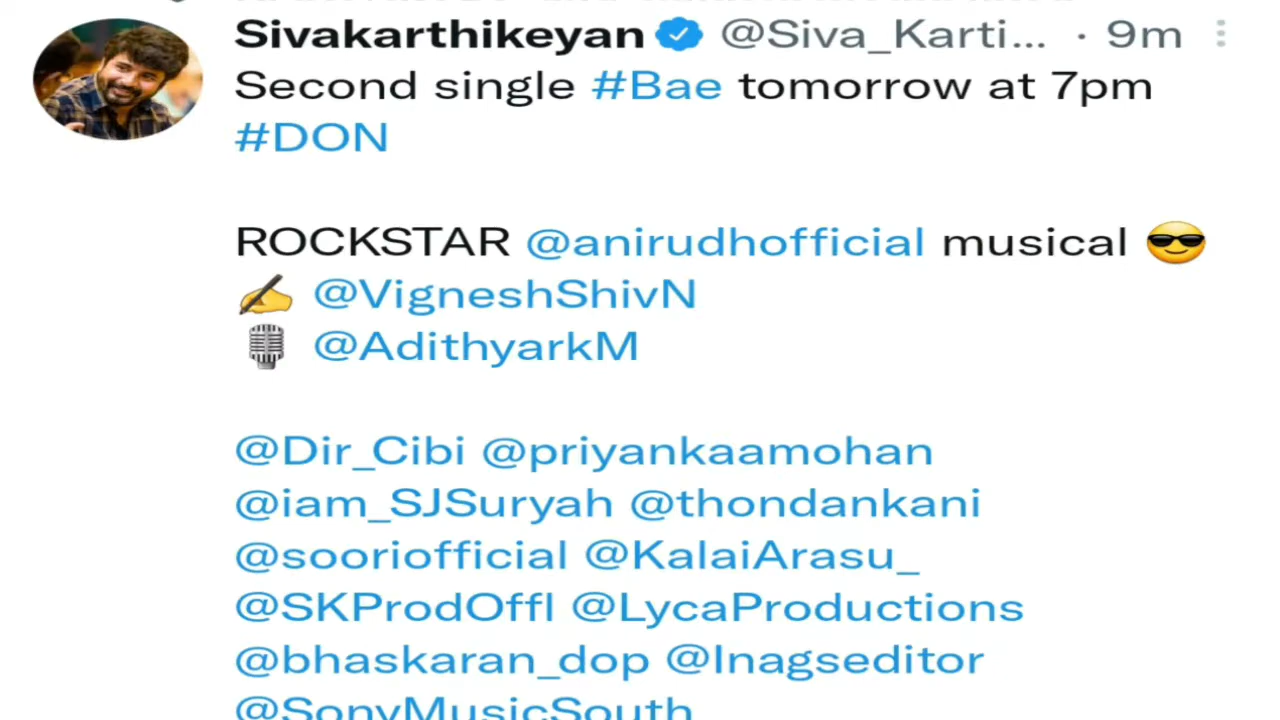 Sivakarthikeyan @Siva_Karti... · 9m
Second single #Bae tomorrow at 7pm
#DON
ROCKSTAR @anirudhofficial musical 😎
✍ @VigneshShivN
🎙 @AdithyarkM
@Dir_Cibi @priyankaamohan
@iam_SJSuryah @thondankani
@sooriofficial @KalaiArasu_
@SKProdOffl @LycaProductions
@bhaskaran_dop @Inagseditor
@SonyMusicSouth